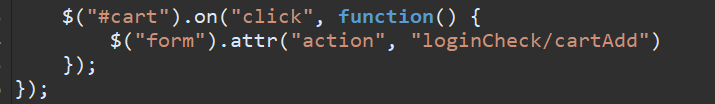 $("#cart").on("click", function() {
$("form").attr("action", "loginCheck/cartAdd")
});
});